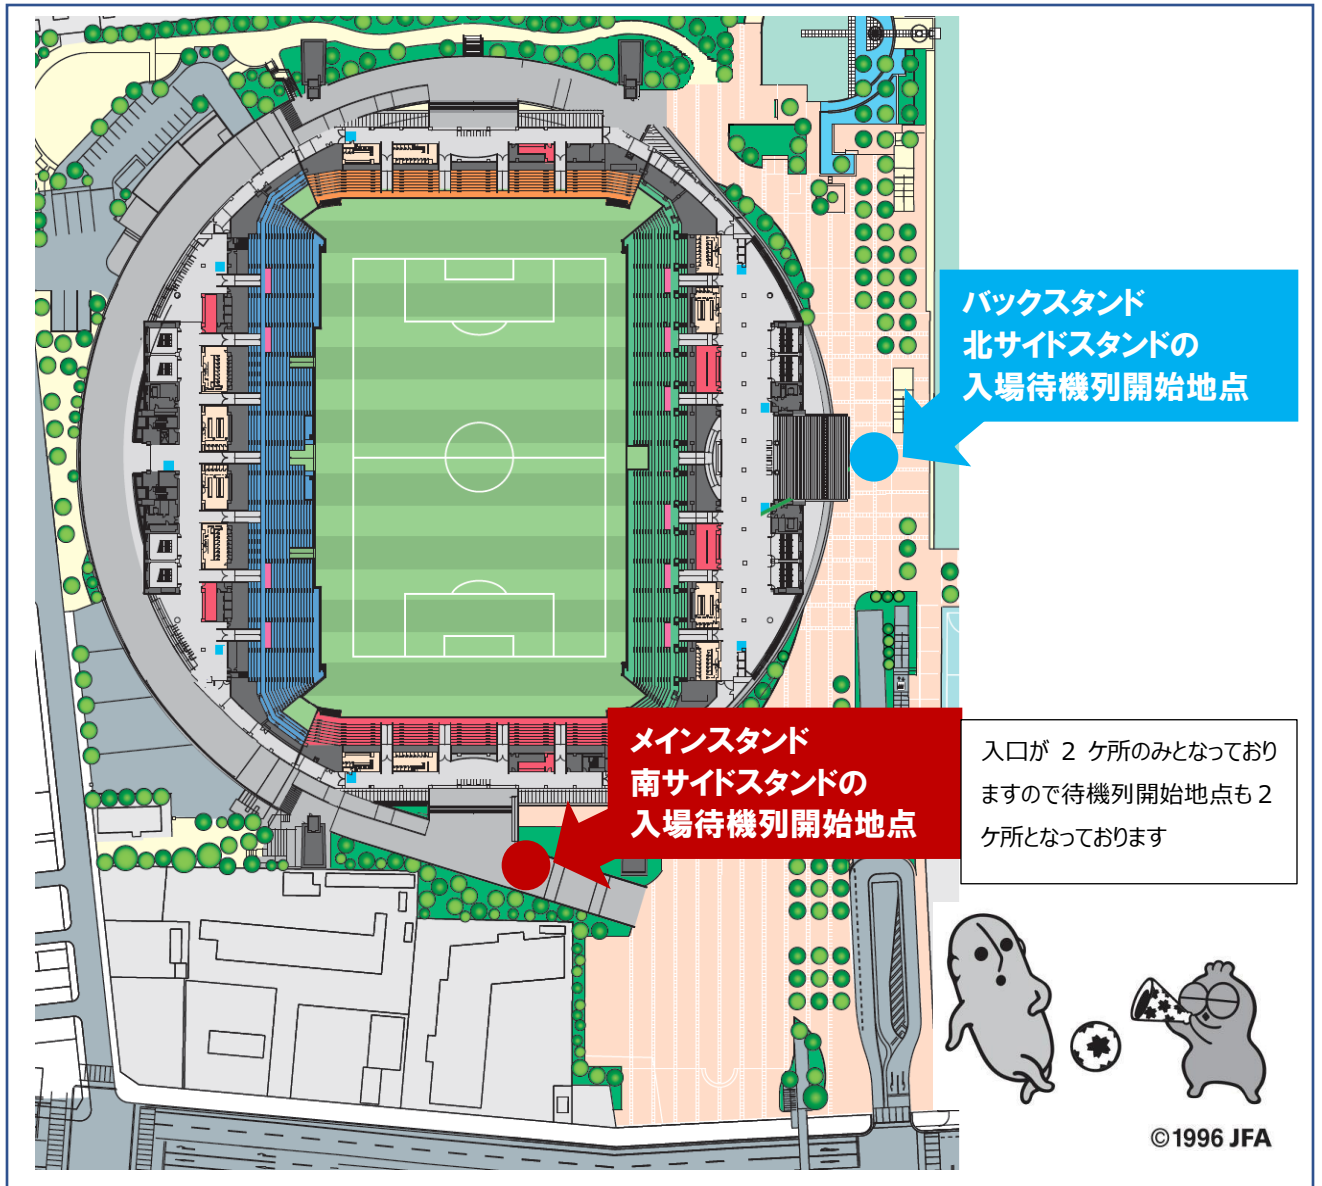 バックスタンド
北サイドスタンドの
入場待機列開始地点
メインスタンド
南サイドスタンドの
入場待機列開始地点
入口が 2 ケ所のみとなっており
ますので待機列開始地点も 2
ケ所となっております
©1996 JFA